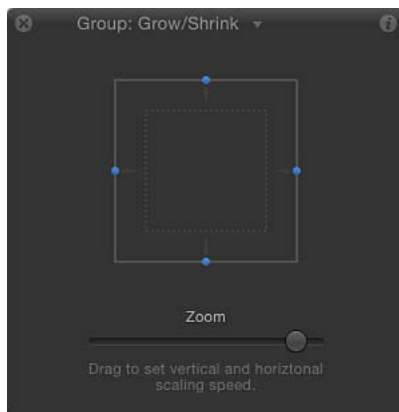 Group: Grow/Shrink
Zoom
Drag to set vertical and horiztonal
scaling speed.